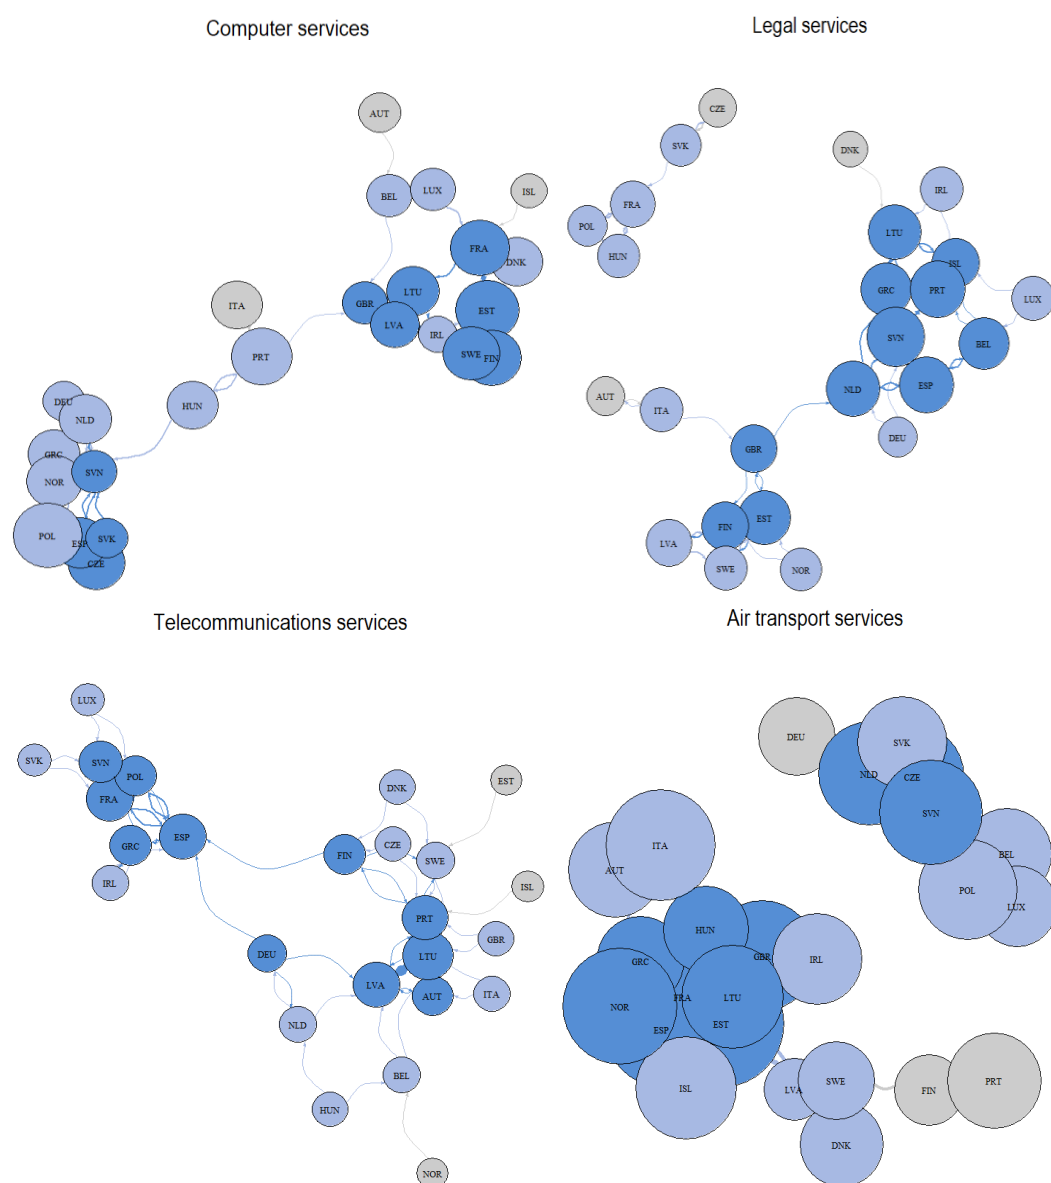 Computer services
AUT
BEL
LUX
ISL
FRA
DNK
ITA
GBR
LTU
EST
LVA
IRL
SWE
FIN
PRT
HUN
DEU
NLD
GRC
SVN
NOR
POL
ESP
SVK
CZE
Legal services
CZE
SVK
FRA
POL
HUN
DNK
IRL
LTU
ISL
GRC
PRT
LUX
SVN
BEL
NLD
ESP
AUT
ITA
DEU
GBR
EST
FIN
LVA
SWE
NOR
Telecommunications services
LUX
SVK
SVN
POL
FRA
GRC
ESP
IRL
DNK
EST
FIN
CZE
SWE
ISL
PRT
GBR
DEU
LTU
LVA
AUT
ITA
NLD
BEL
HUN
NOR
Air transport services
DEU
SVK
NLD
CZE
SVN
ITA
AUT
BEL
POL
LUX
HUN
GRC
GBR
IRL
NOR
FRA
LTU
ESP
EST
ISL
LVA
SWE
FIN
PRT
DNK